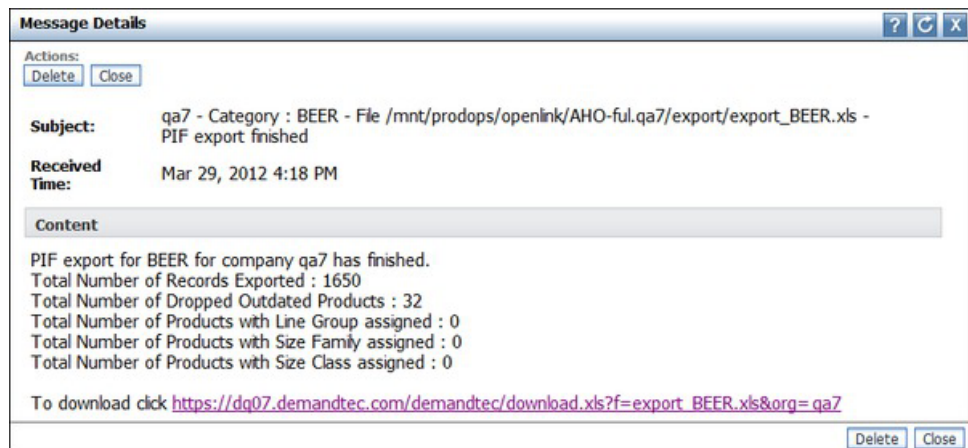 Message Details
? C X
Actions:
Delete Close
Subject: qa7 - Category : BEER - File /mnt/prodops/openlink/AHO-ful.qa7/export/export_BEER.xls -
PIF export finished
Received
Time: Mar 29, 2012 4:18 PM
Content
PIF export for BEER for company qa7 has finished.
Total Number of Records Exported : 1650
Total Number of Dropped Outdated Products : 32
Total Number of Products with Line Group assigned : 0
Total Number of Products with Size Family assigned : 0
Total Number of Products with Size Class assigned : 0
To download click https://dq07.demandtec.com/demandtec/download.xls?f=export_BEER.xls&org=qa7
Delete Close